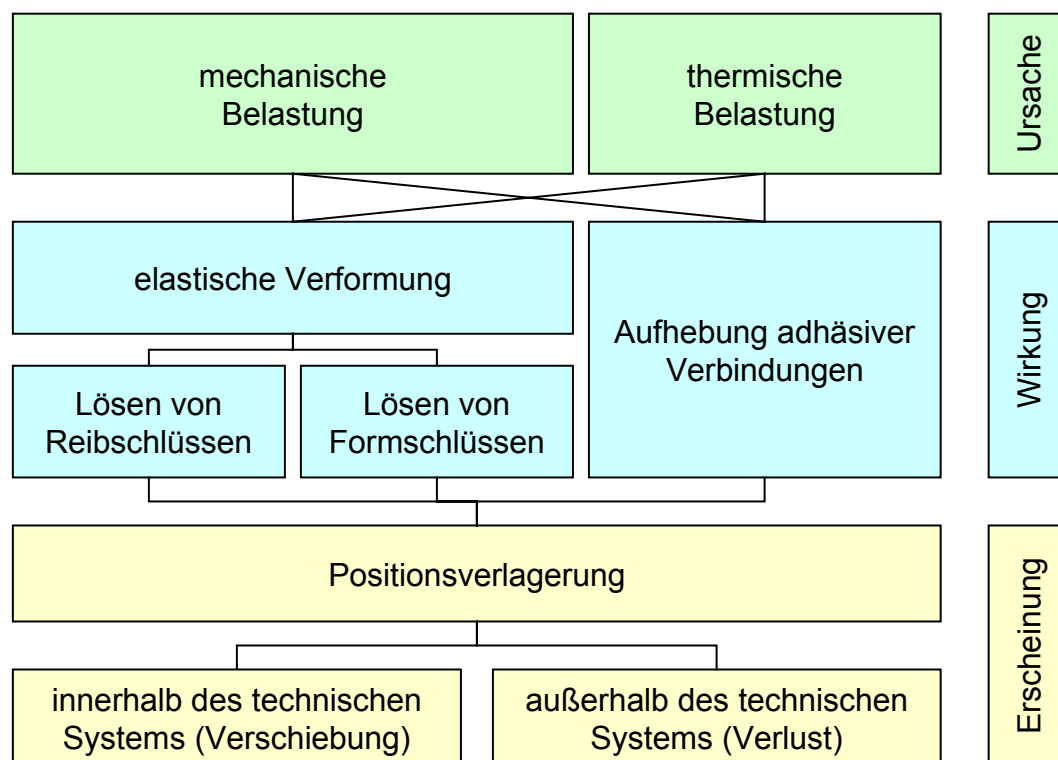 mechanische
Belastung
thermische
Belastung
Ursache
elastische Verformung
Aufhebung adhäsiver
Verbindungen
Lösen von
Reibschlüssen
Lösen von
Formschlüssen
Wirkung
Positionsverlagerung
innerhalb des technischen
Systems (Verschiebung)
außerhalb des technischen
Systems (Verlust)
Erscheinung